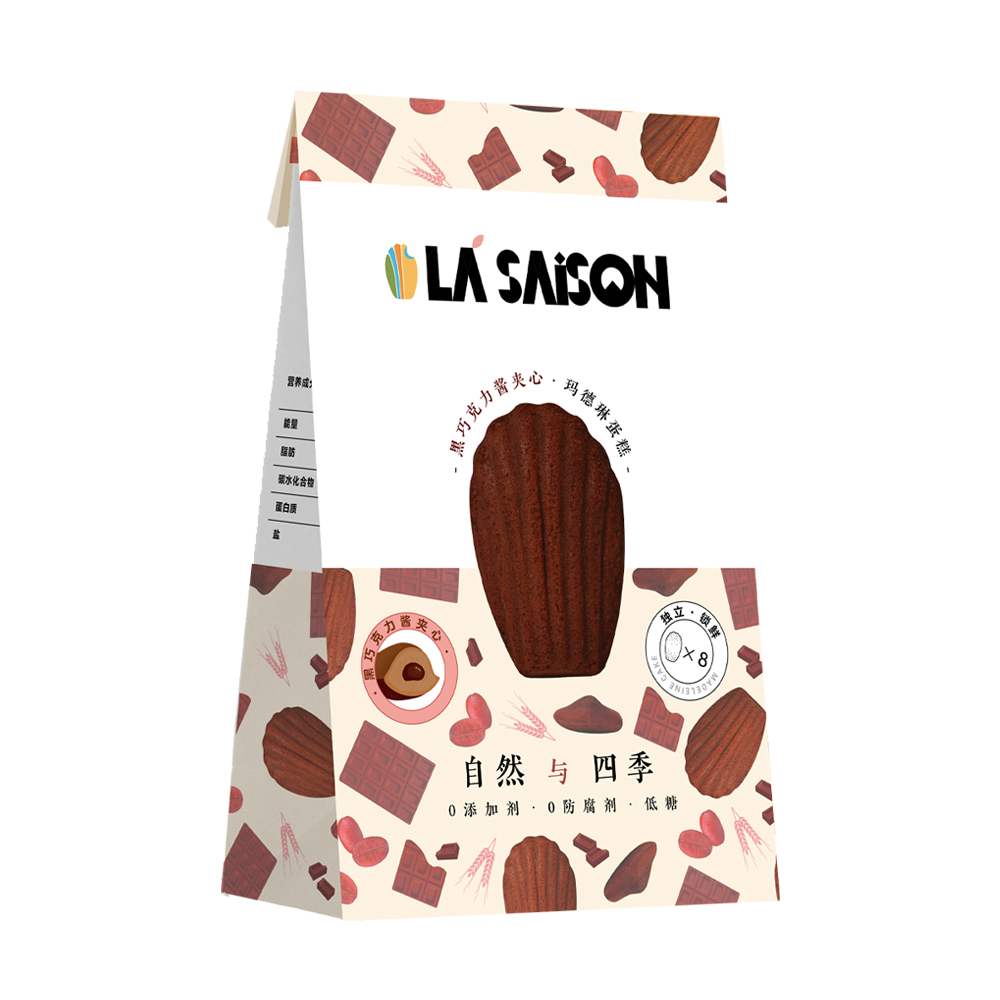 LA SAiSON
黑巧克力酱夹心·玛德琳蛋糕
营养成分
能量
脂肪
碳水化合物
蛋白质
盐
黑巧克力酱夹心
独立·锁鲜
×8
MADELEINE CAKE
自然与四季
0添加剂·0防腐剂·低糖